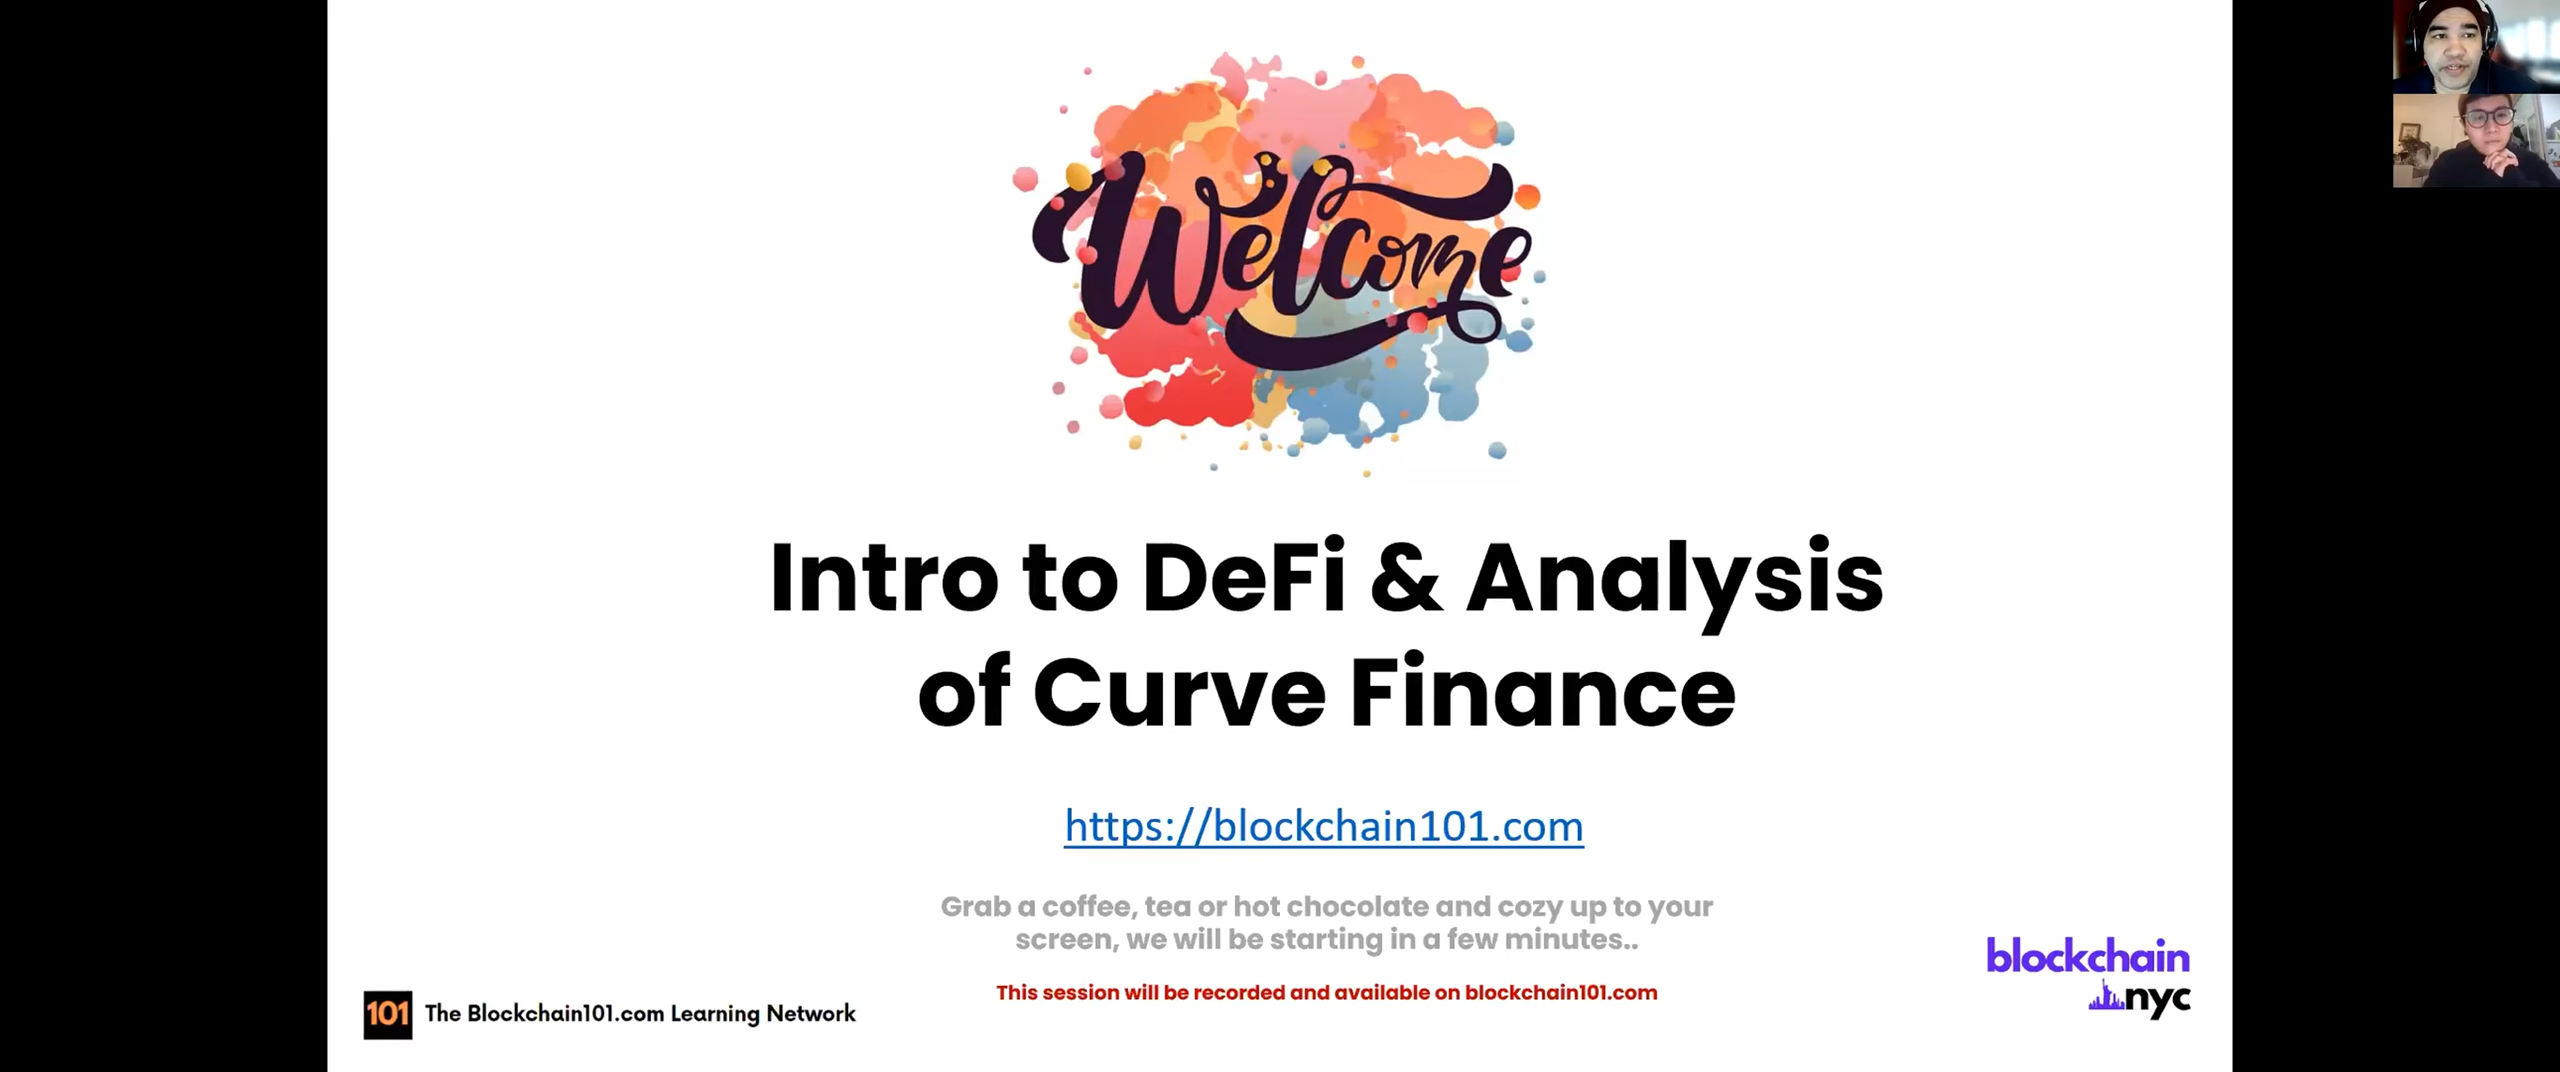 Welcome
Intro to DeFi & Analysis
of Curve Finance
https://blockchain101.com
Grab a coffee, tea or hot chocolate and cozy up to your
screen, we will be starting in a few minutes..
This session will be recorded and available on blockchain101.com
101 The Blockchain101.com Learning Network
blockchain
nyc